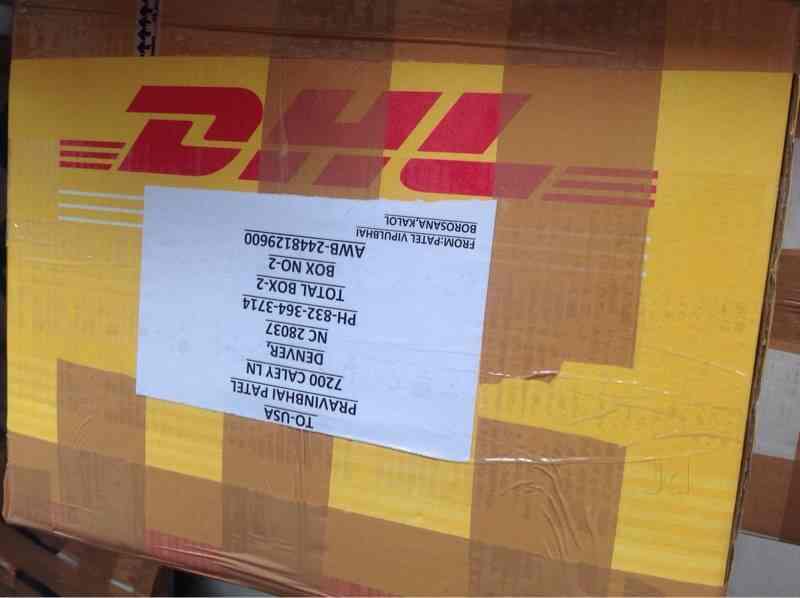 DHL
TO-USA
PRAVINBHAI PATEL
7200 CALEY LN
DENVER,
NC 28037
PH-832-364-3714
TOTAL BOX-2
BOX NO-2
AWB-2448129600
FROM:PATEL VIPULBHAI
BOROSANA,KALOL